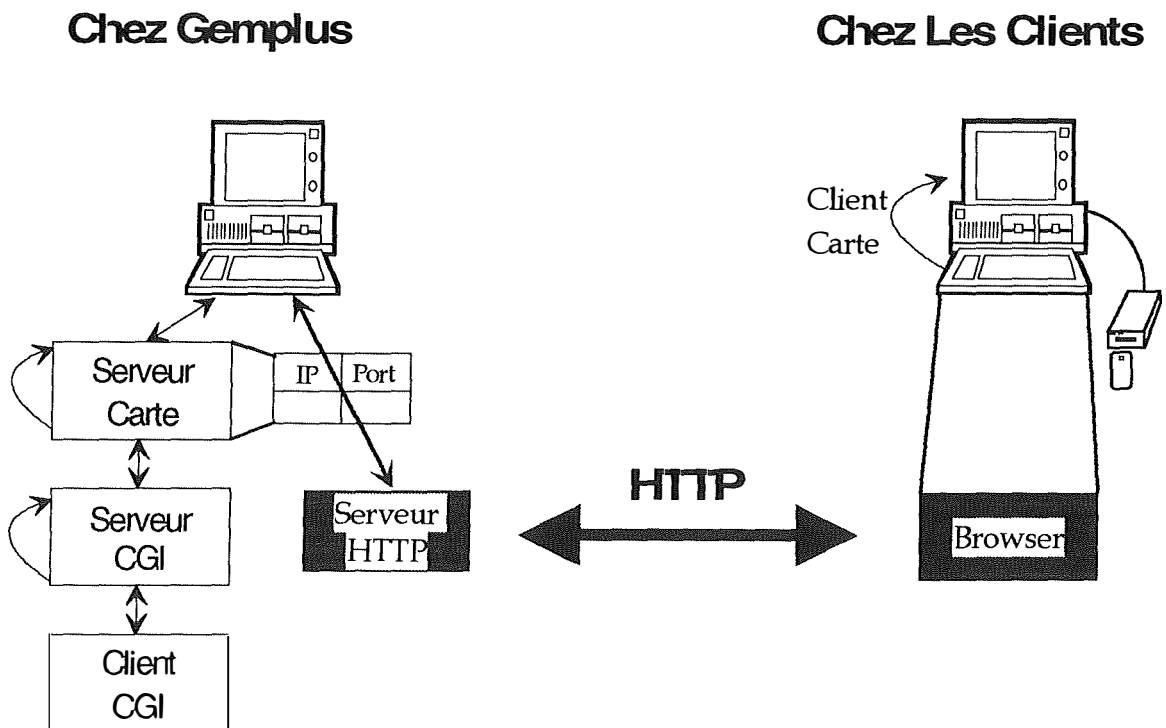 Chez Gemplus
Chez Les Clients
Client
Carte
Serveur
Carte
IP
Port
Serveur
CGI
Serveur
HTTP
HTTP
Browser
Client
CGI